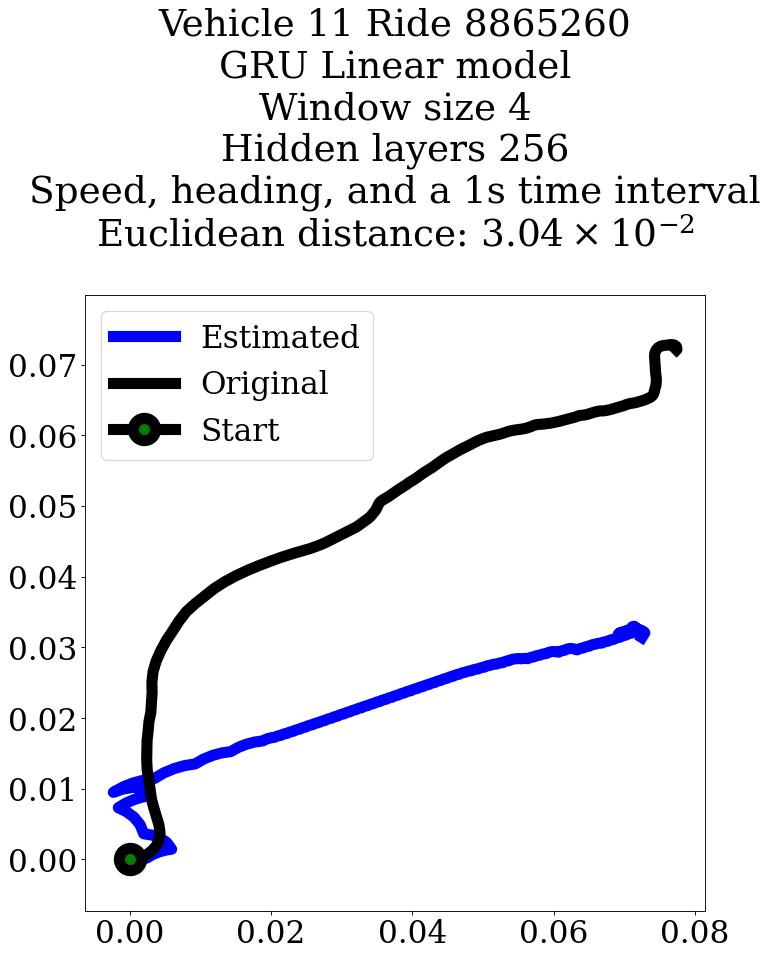 Vehicle 11 Ride 8865260
GRU Linear model
Window size 4
Hidden layers 256
Speed, heading, and a 1s time interval
Euclidean distance: 3.04 × 10⁻²
Estimated
Original
Start
0.07
0.06
0.05
0.04
0.03
0.02
0.01
0.00
0.00 0.02 0.04 0.06 0.08